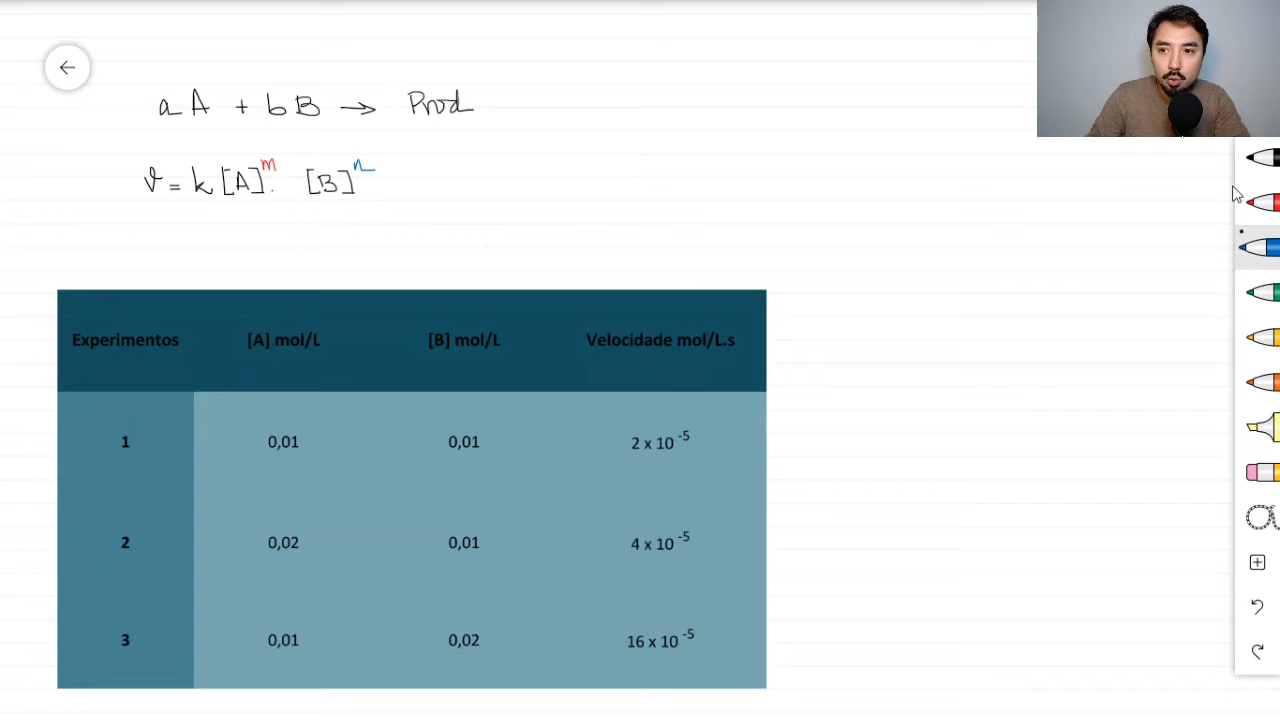 aA + bB → Prod
v = k [A]^m . [B]^n
Experimentos [A] mol/L [B] mol/L Velocidade mol/L.s
1 0,01 0,01 2 x 10 ^-5
2 0,02 0,01 4 x 10 ^-5
3 0,01 0,02 16 x 10 ^-5